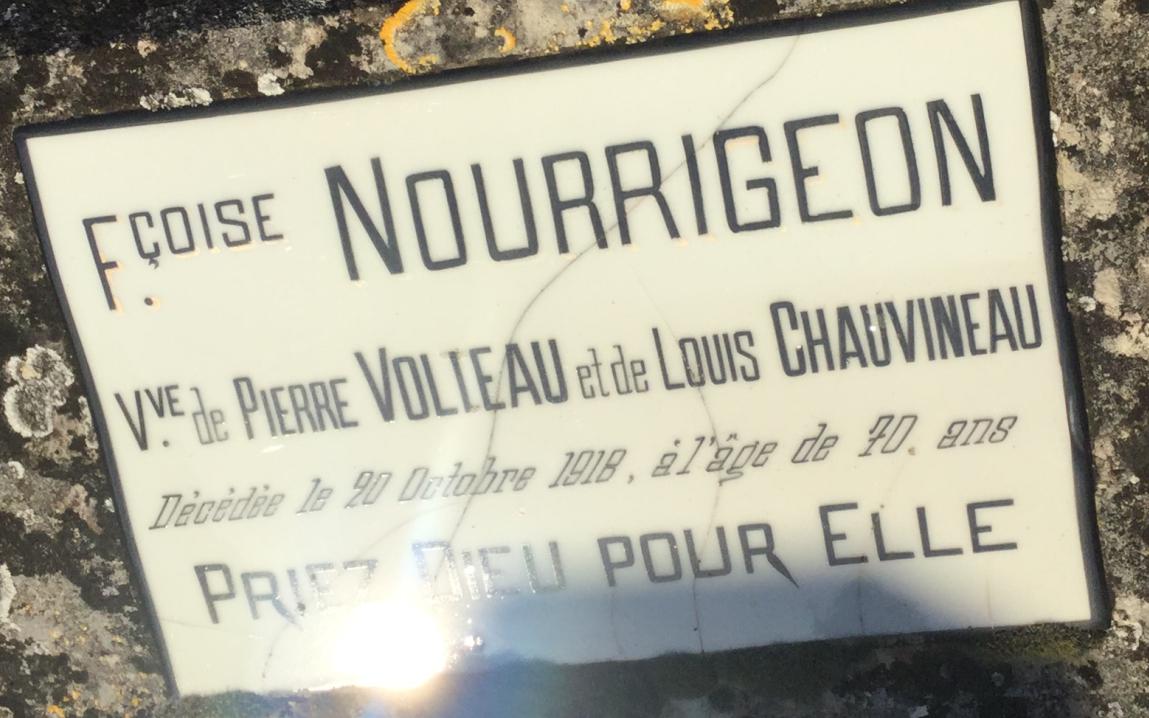 F.çoise NOURRIGEON
Vve. de PIERRE VOLTEAU et de LOUIS CHAUVINEAU
Décédée le 20 Octobre 1918, à l'âge de 70 ans
PRIEZ DIEU POUR ELLE